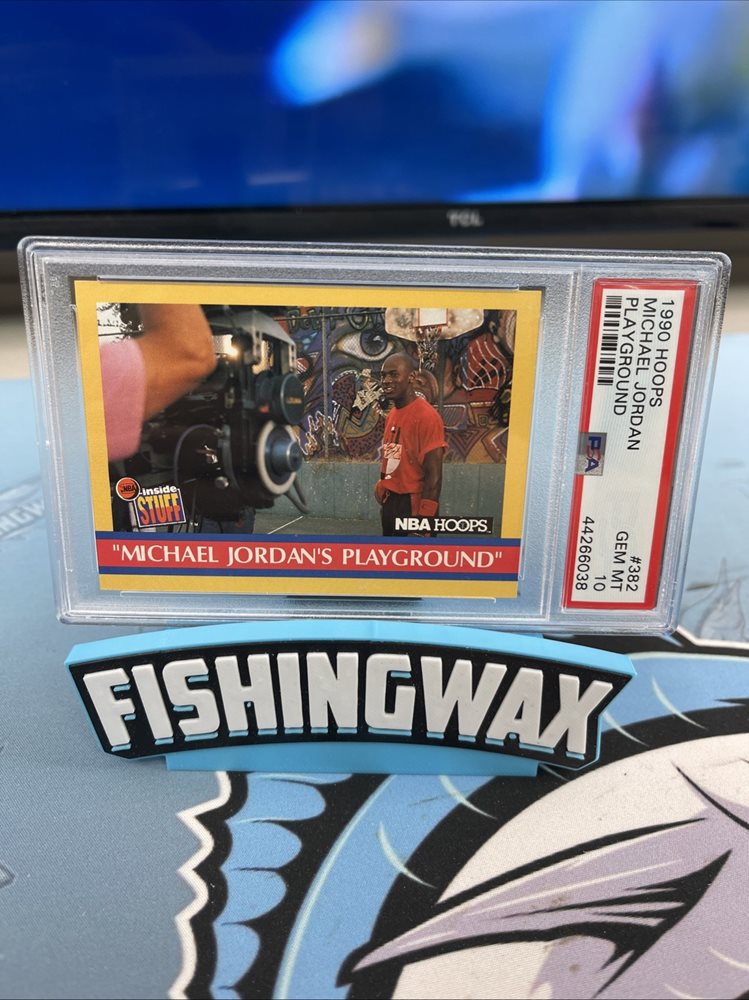 TCL
1990 HOOPS
MICHAEL JORDAN
PLAYGROUND
#382
GEM MT
10
44266038
PSA
NBA
inside
STUFF
NBA HOOPS
"MICHAEL JORDAN'S PLAYGROUND"
FISHINGWAX